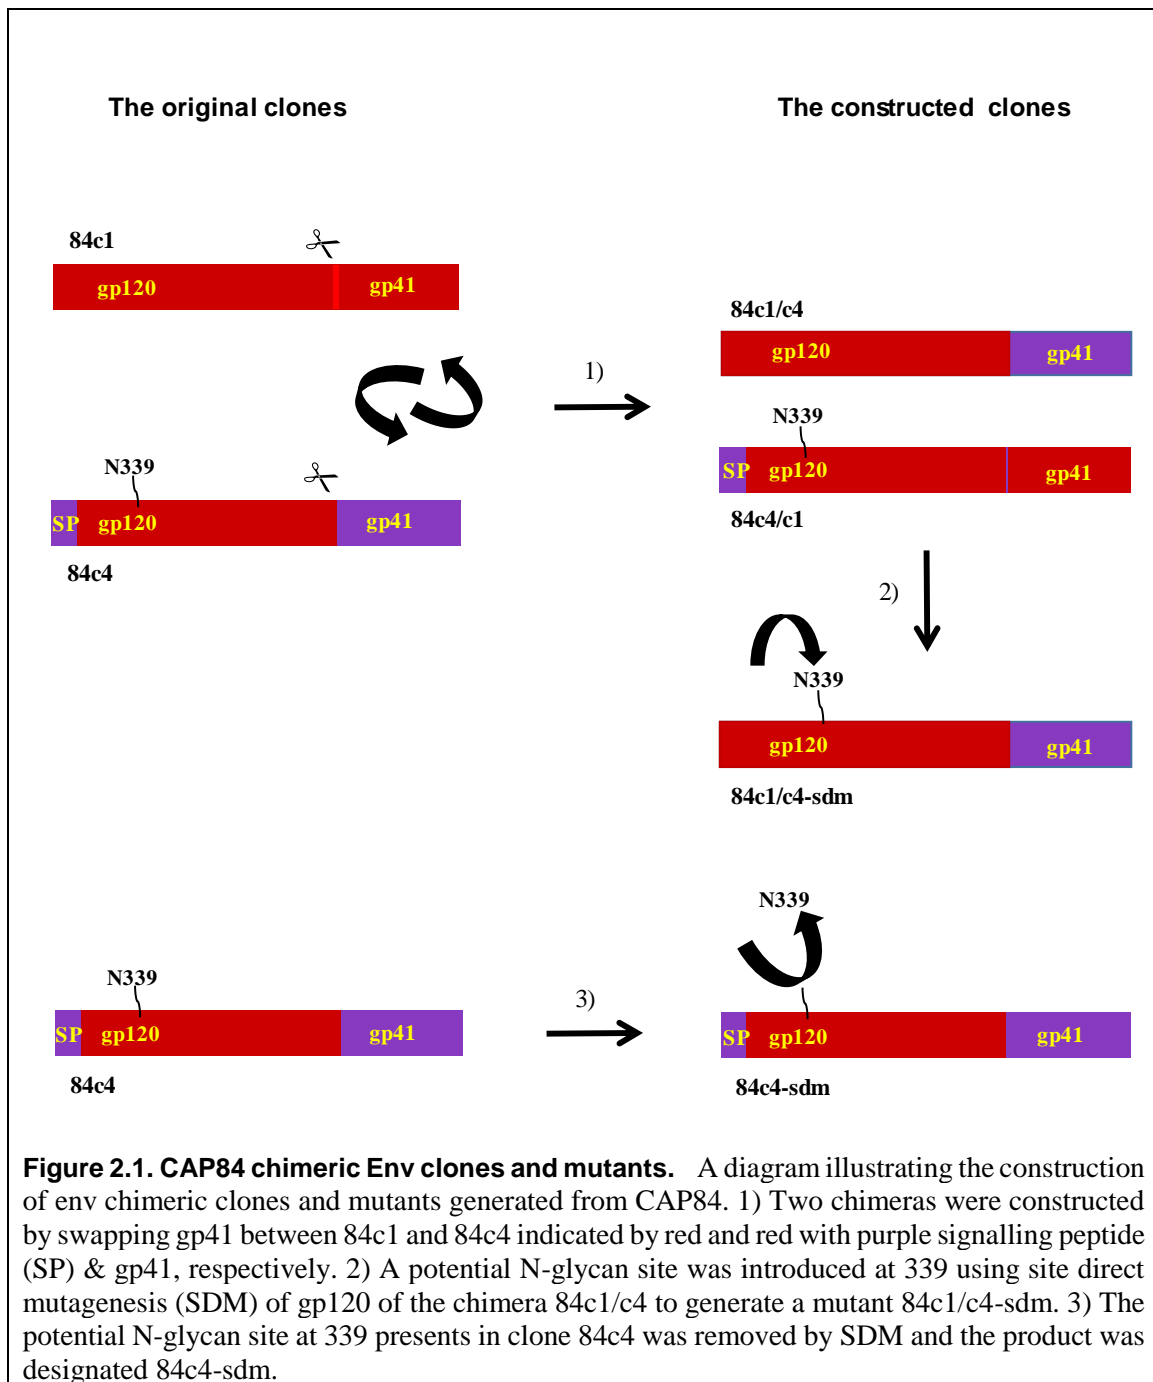 The original clones
The constructed clones
84c1
gp120
gp41
N339
SP
gp120
gp41
84c4
1)
84c1/c4
gp120
gp41
N339
SP
gp120
gp41
84c4/c1
2)
N339
gp120
gp41
84c1/c4-sdm
N339
SP
gp120
gp41
84c4
3)
N339
SP
gp120
gp41
84c4-sdm
Figure 2.1. CAP84 chimeric Env clones and mutants. A diagram illustrating the construction
of env chimeric clones and mutants generated from CAP84. 1) Two chimeras were constructed
by swapping gp41 between 84c1 and 84c4 indicated by red and red with purple signalling peptide
(SP) & gp41, respectively. 2) A potential N-glycan site was introduced at 339 using site direct
mutagenesis (SDM) of gp120 of the chimera 84c1/c4 to generate a mutant 84c1/c4-sdm. 3) The
potential N-glycan site at 339 presents in clone 84c4 was removed by SDM and the product was
designated 84c4-sdm.